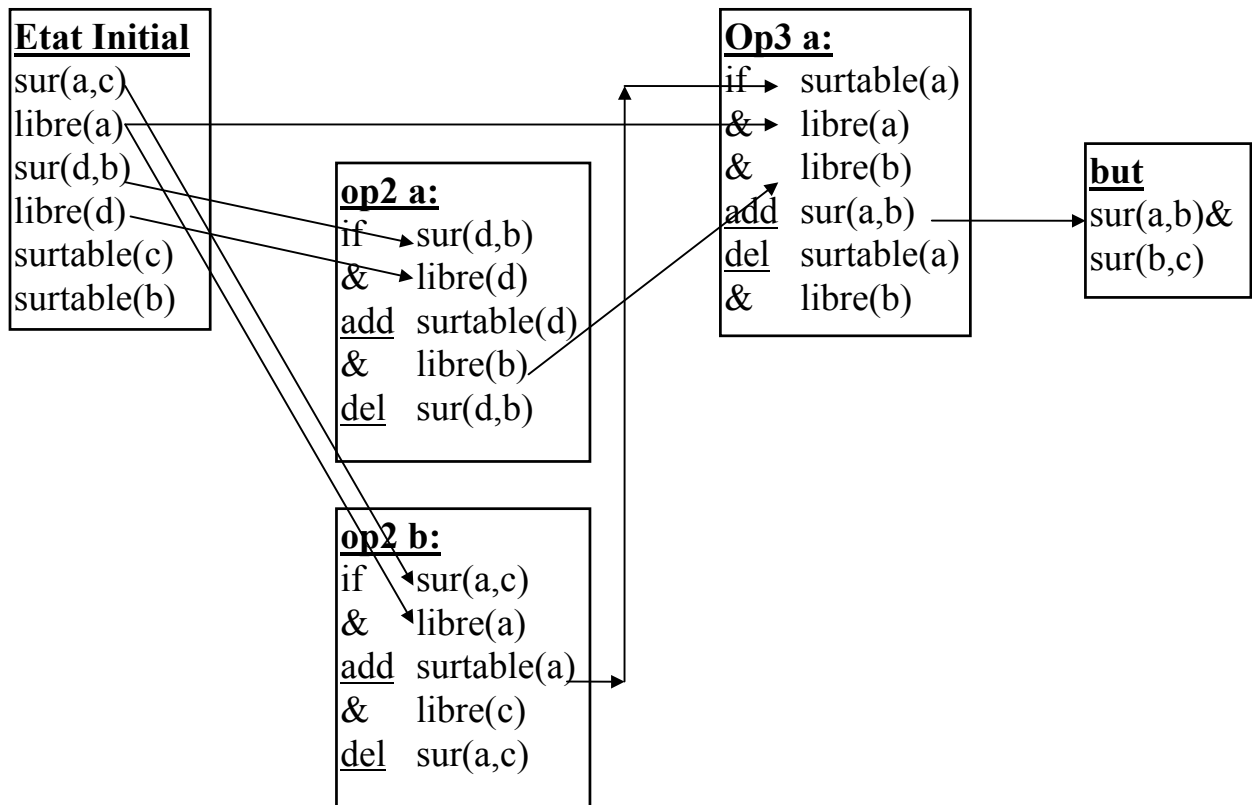 Etat Initial
sur(a,c)
libre(a)
sur(d,b)
libre(d)
surtable(c)
surtable(b)
op2 a:
if sur(d,b)
& libre(d)
add surtable(d)
& libre(b)
del sur(d,b)
op2 b:
if sur(a,c)
& libre(a)
add surtable(a)
& libre(c)
del sur(a,c)
Op3 a:
if surtable(a)
& libre(a)
& libre(b)
add sur(a,b)
del surtable(a)
& libre(b)
but
sur(a,b)&
sur(b,c)